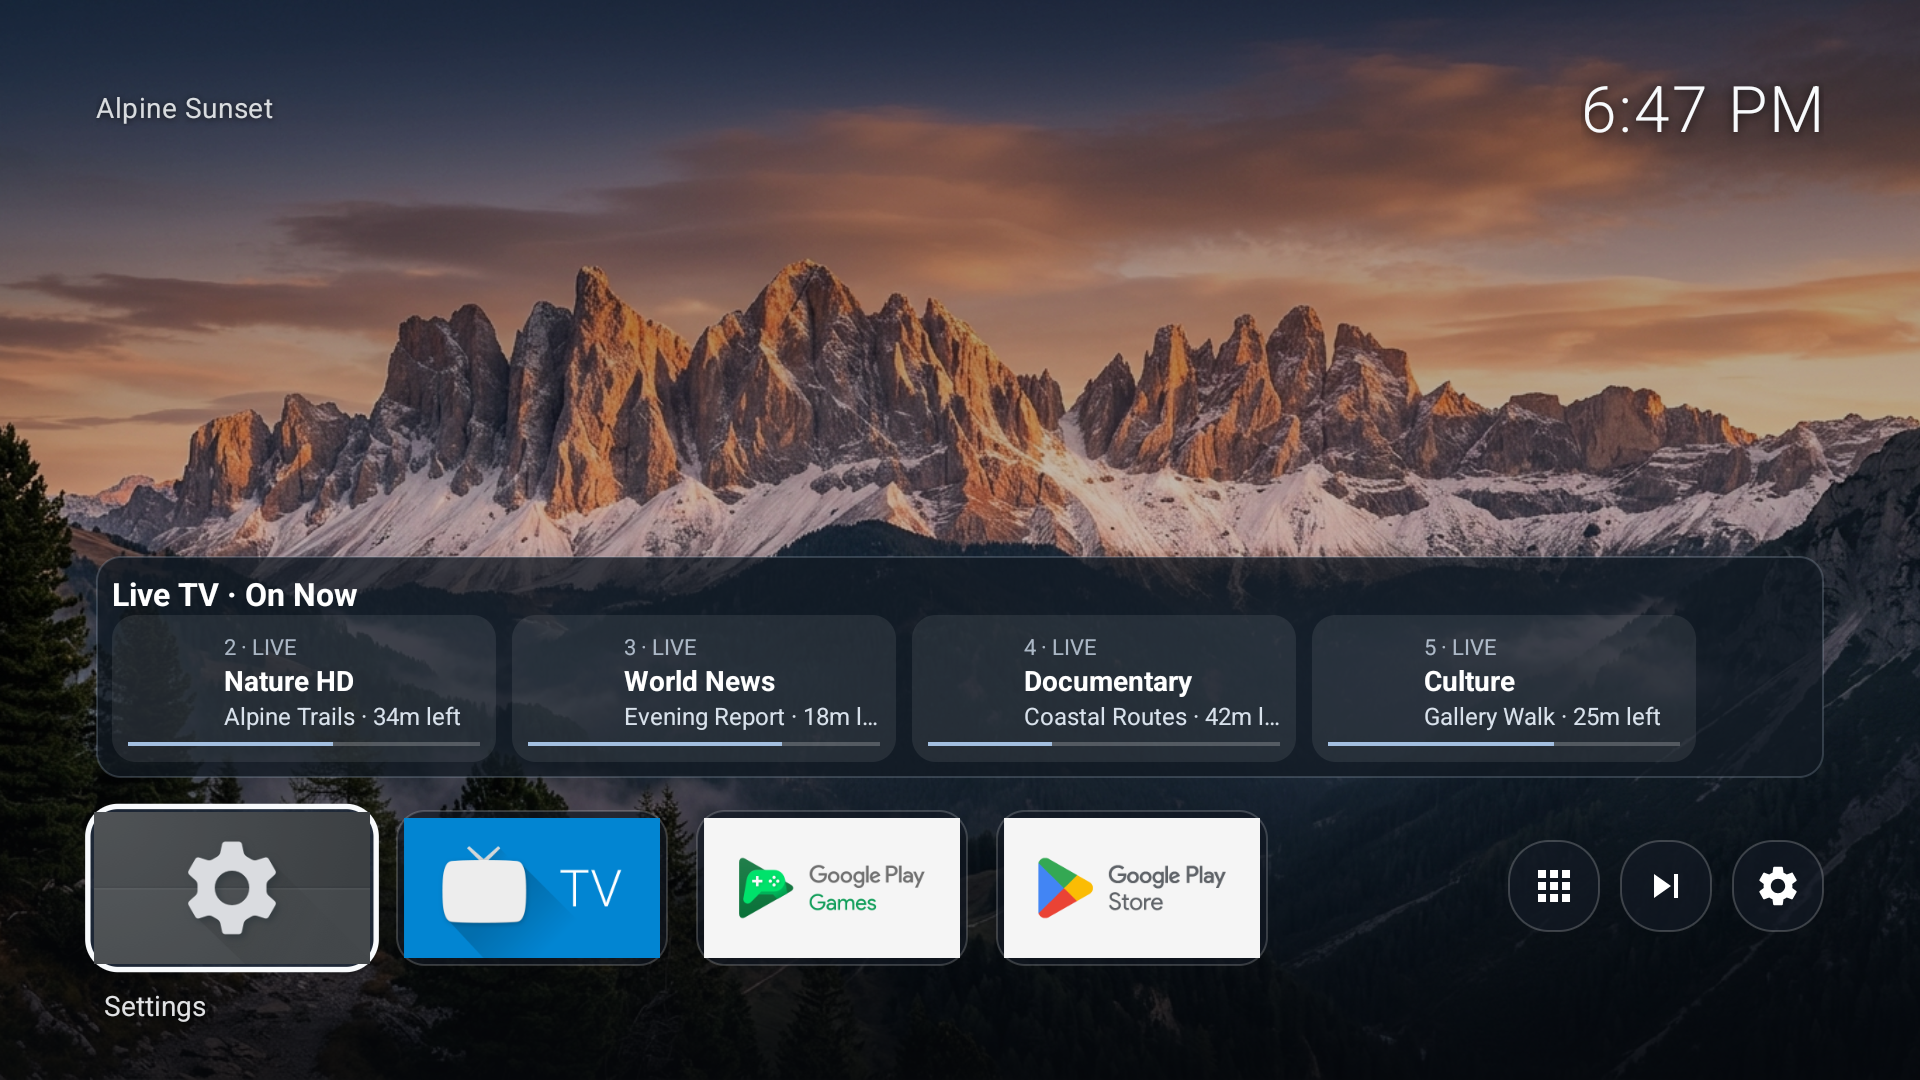 Alpine Sunset
6:47 PM
Live TV · On Now
2 · LIVE
Nature HD
Alpine Trails · 34m left
3 · LIVE
World News
Evening Report · 18m l...
4 · LIVE
Documentary
Coastal Routes · 42m l...
5 · LIVE
Culture
Gallery Walk · 25m left
TV
Google Play
Games
Google Play
Store
Settings